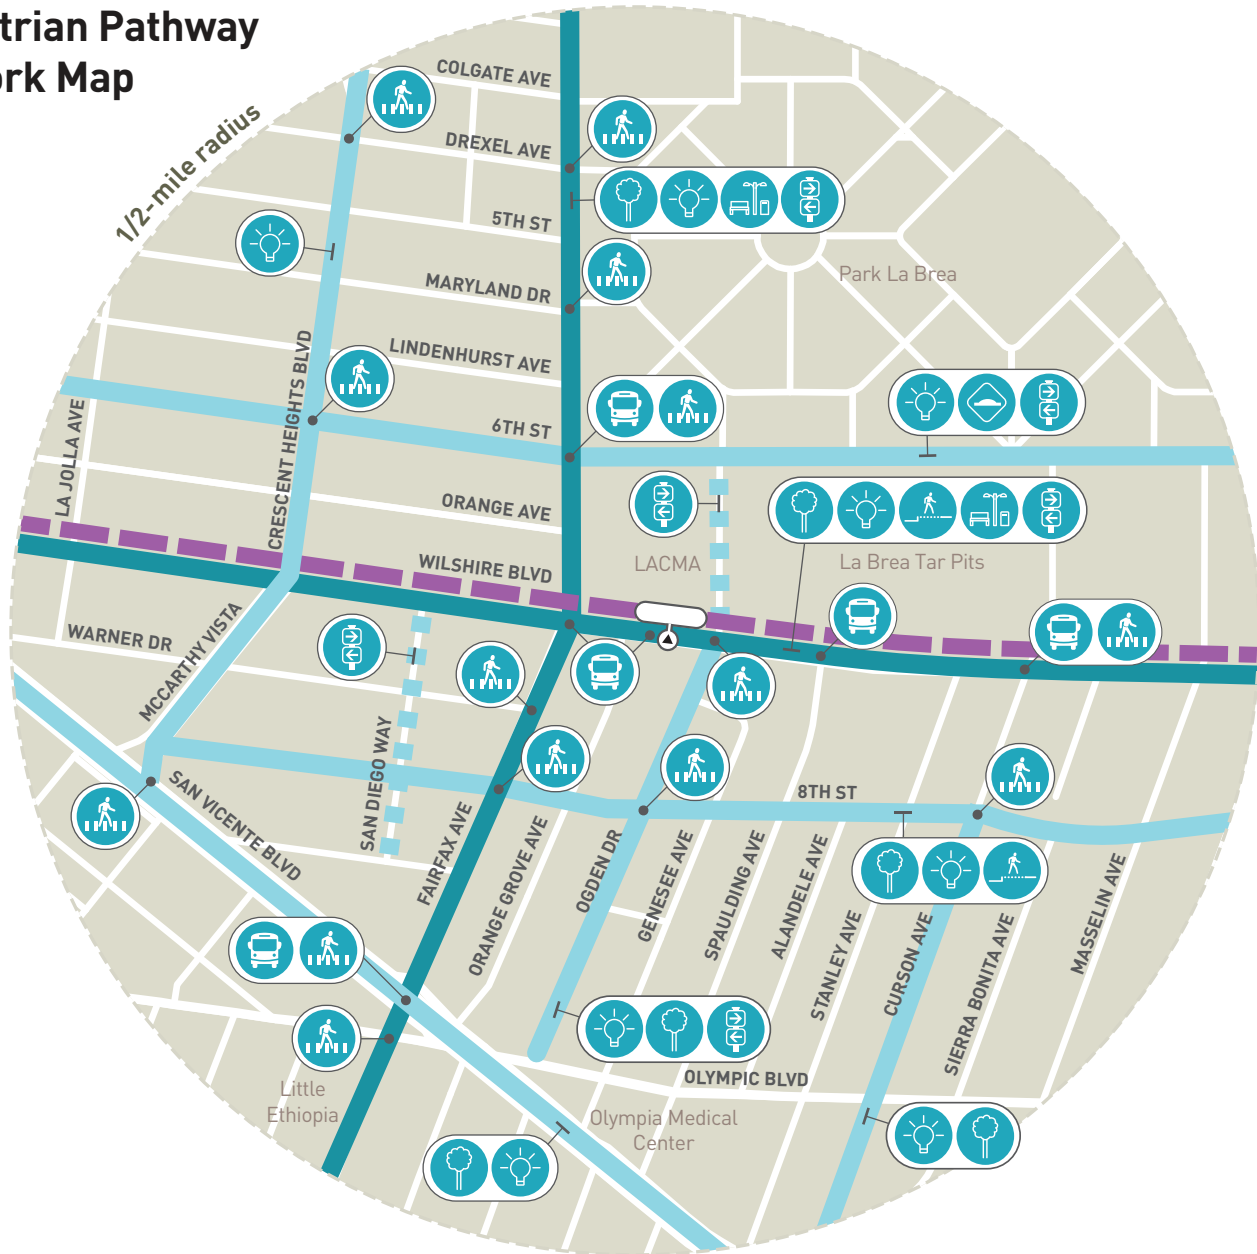 trian Pathway
ork Map
1/2-mile radius
COLGATE AVE
DREXEL AVE
5TH ST
MARYLAND DR
Park La Brea
LINDENHURST AVE
CRESCENT HEIGHTS BLVD
6TH ST
LA JOLLA AVE
ORANGE AVE
WILSHIRE BLVD
LACMA
La Brea Tar Pits
WARNER DR
MCCARTHY VISTA
SAN DIEGO WAY
SAN VICENTE BLVD
8TH ST
FAIRFAX AVE
ORANGE GROVE AVE
OGDEN DR
GENESEE AVE
SPAULDING AVE
ALANDELE AVE
STANLEY AVE
CURSON AVE
SIERRA BONITA AVE
MASSELIN AVE
OLYMPIC BLVD
Little
Ethiopia
Olympia Medical
Center